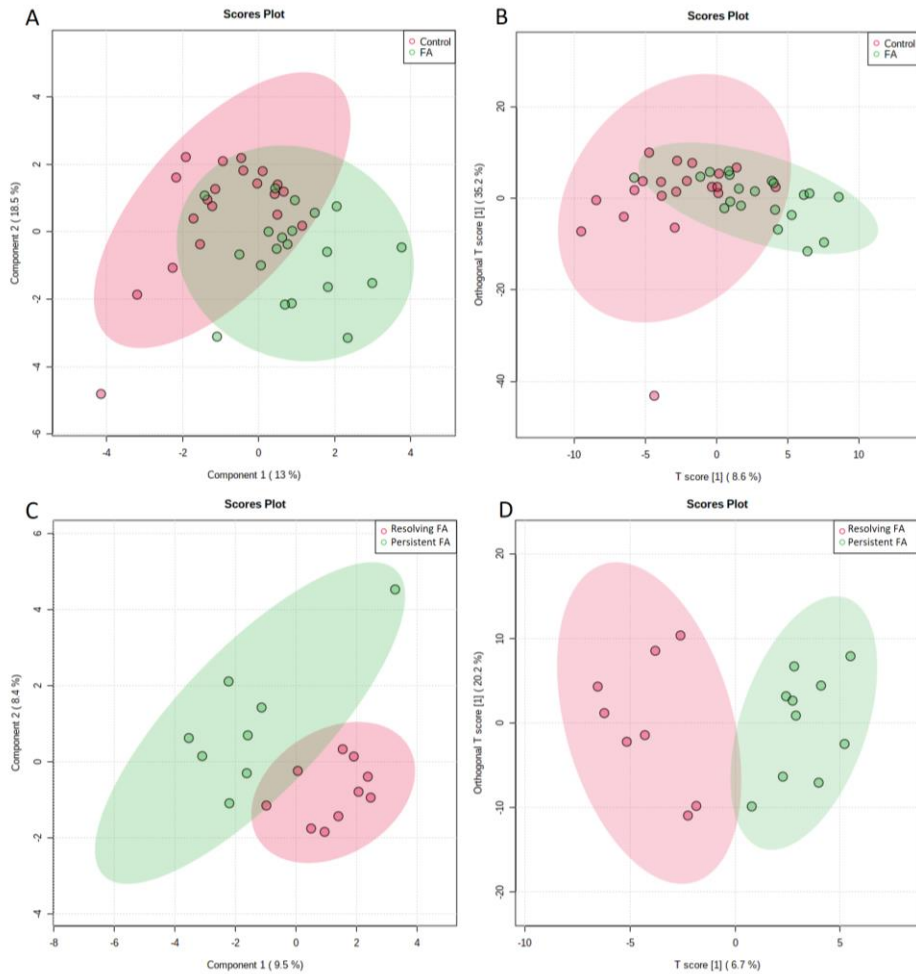 A
Scores Plot
Control
FA
4
2
0
-2
-4
-6
-4
-2
0
2
4
Component 2 ( 18.5 %)
Component 1 ( 13 %)
B
Scores Plot
Control
FA
20
0
-20
-40
-10
-5
0
5
10
Orthogonal T score [1] ( 35.2 %)
T score [1] ( 8.6 %)
C
Scores Plot
Resolving FA
Persistent FA
6
4
2
0
-2
-4
-8
-6
-4
-2
0
2
4
Component 2 ( 8.4 %)
Component 1 ( 9.5 %)
D
Scores Plot
Resolving FA
Persistent FA
20
10
0
-10
-20
-10
-5
0
5
Orthogonal T score [1] ( 20.2 %)
T score [1] ( 6.7 %)